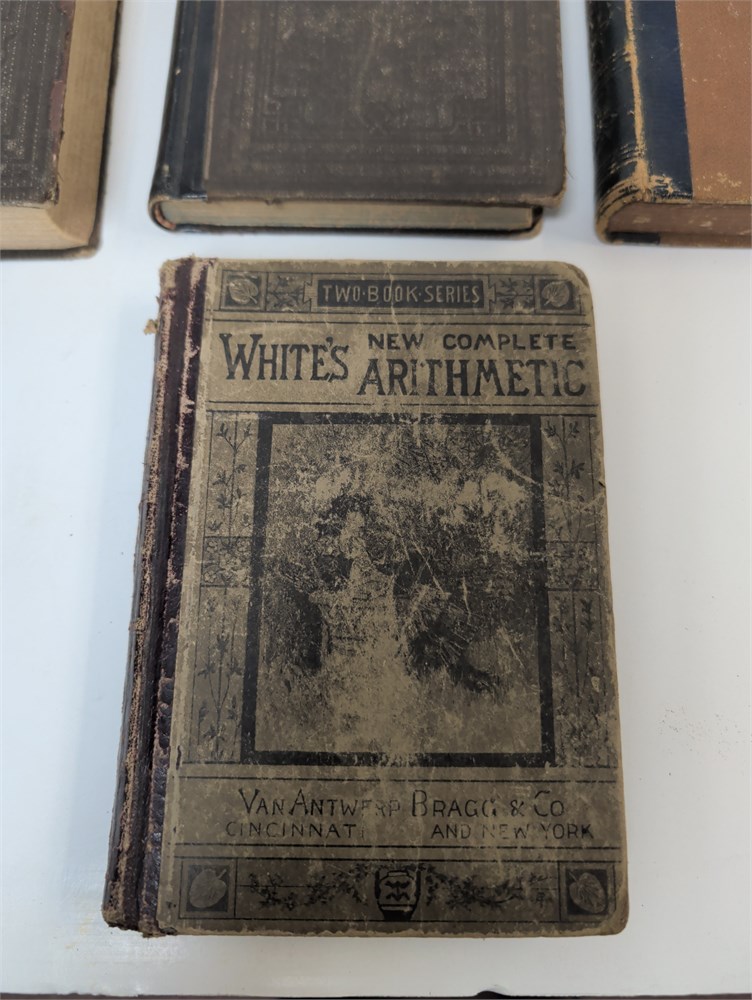 TWO·BOOK·SERIES
WHITE'S NEW COMPLETE
ARITHMETIC
VAN ANTWERP BRAGG & CO
CINCINNATI AND NEW YORK